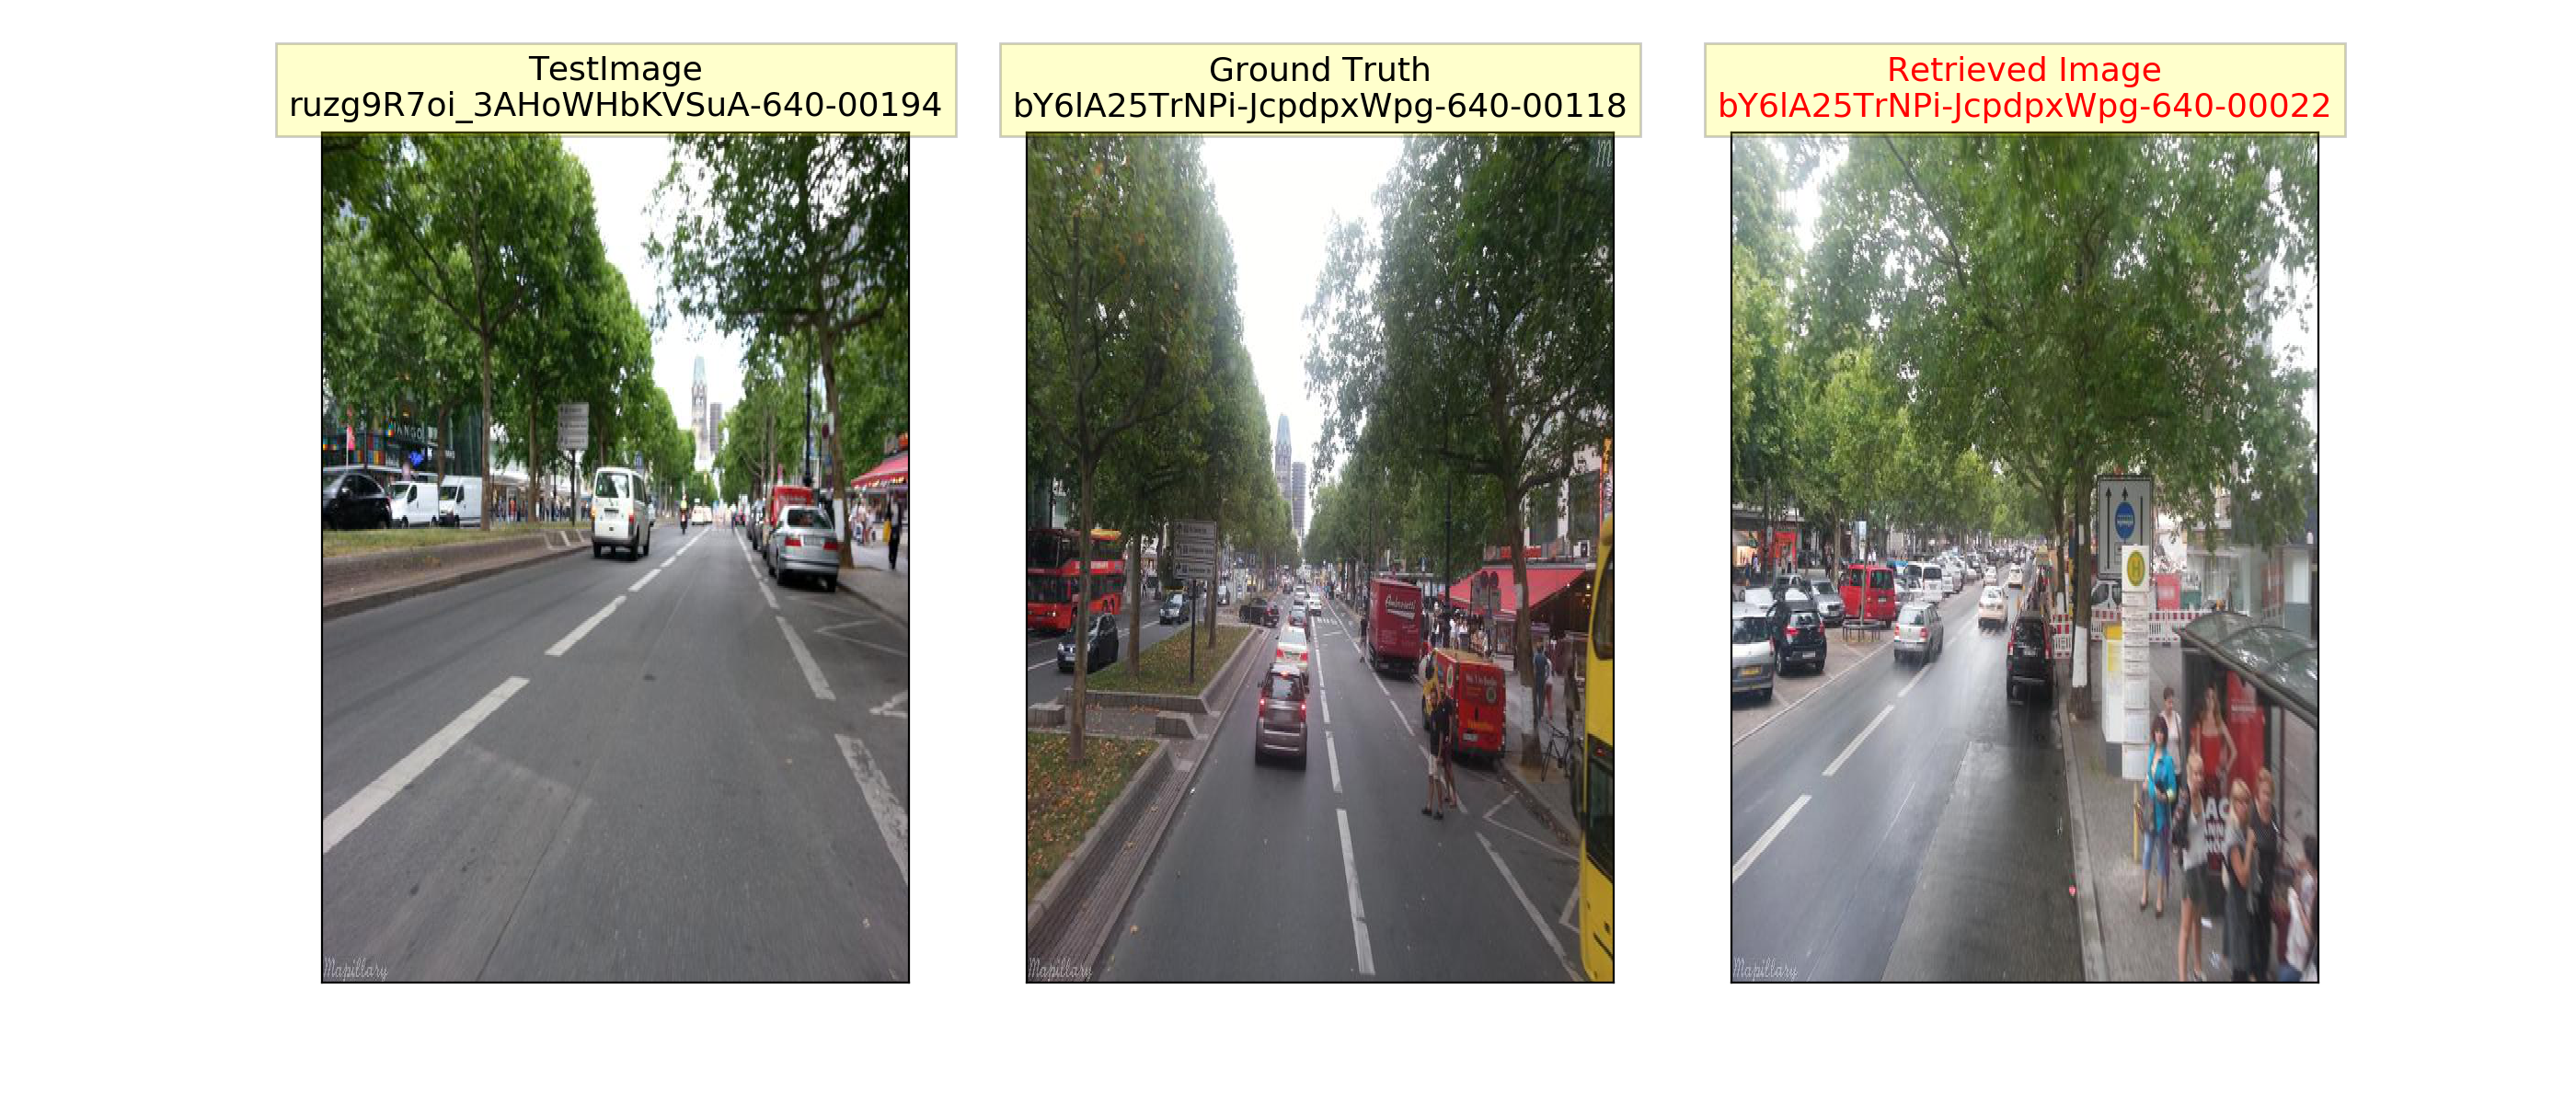 TestImage
ruzg9R7oi_3AHoWHbKVSuA-640-00194
Ground Truth
bY6lA25TrNPi-JcpdpxWpg-640-00118
Retrieved Image
bY6lA25TrNPi-JcpdpxWpg-640-00022
MANGO
H
Mapillary
Mapillary
Mapillary